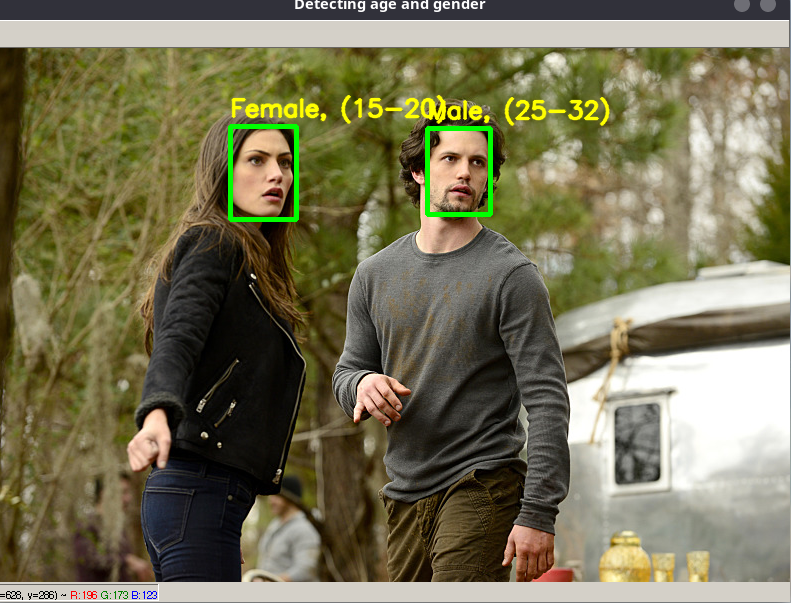 Detecting age and gender
Female, (15-20)
Male, (25-32)
=628, y=286) ~ R:196 G:173 B:123